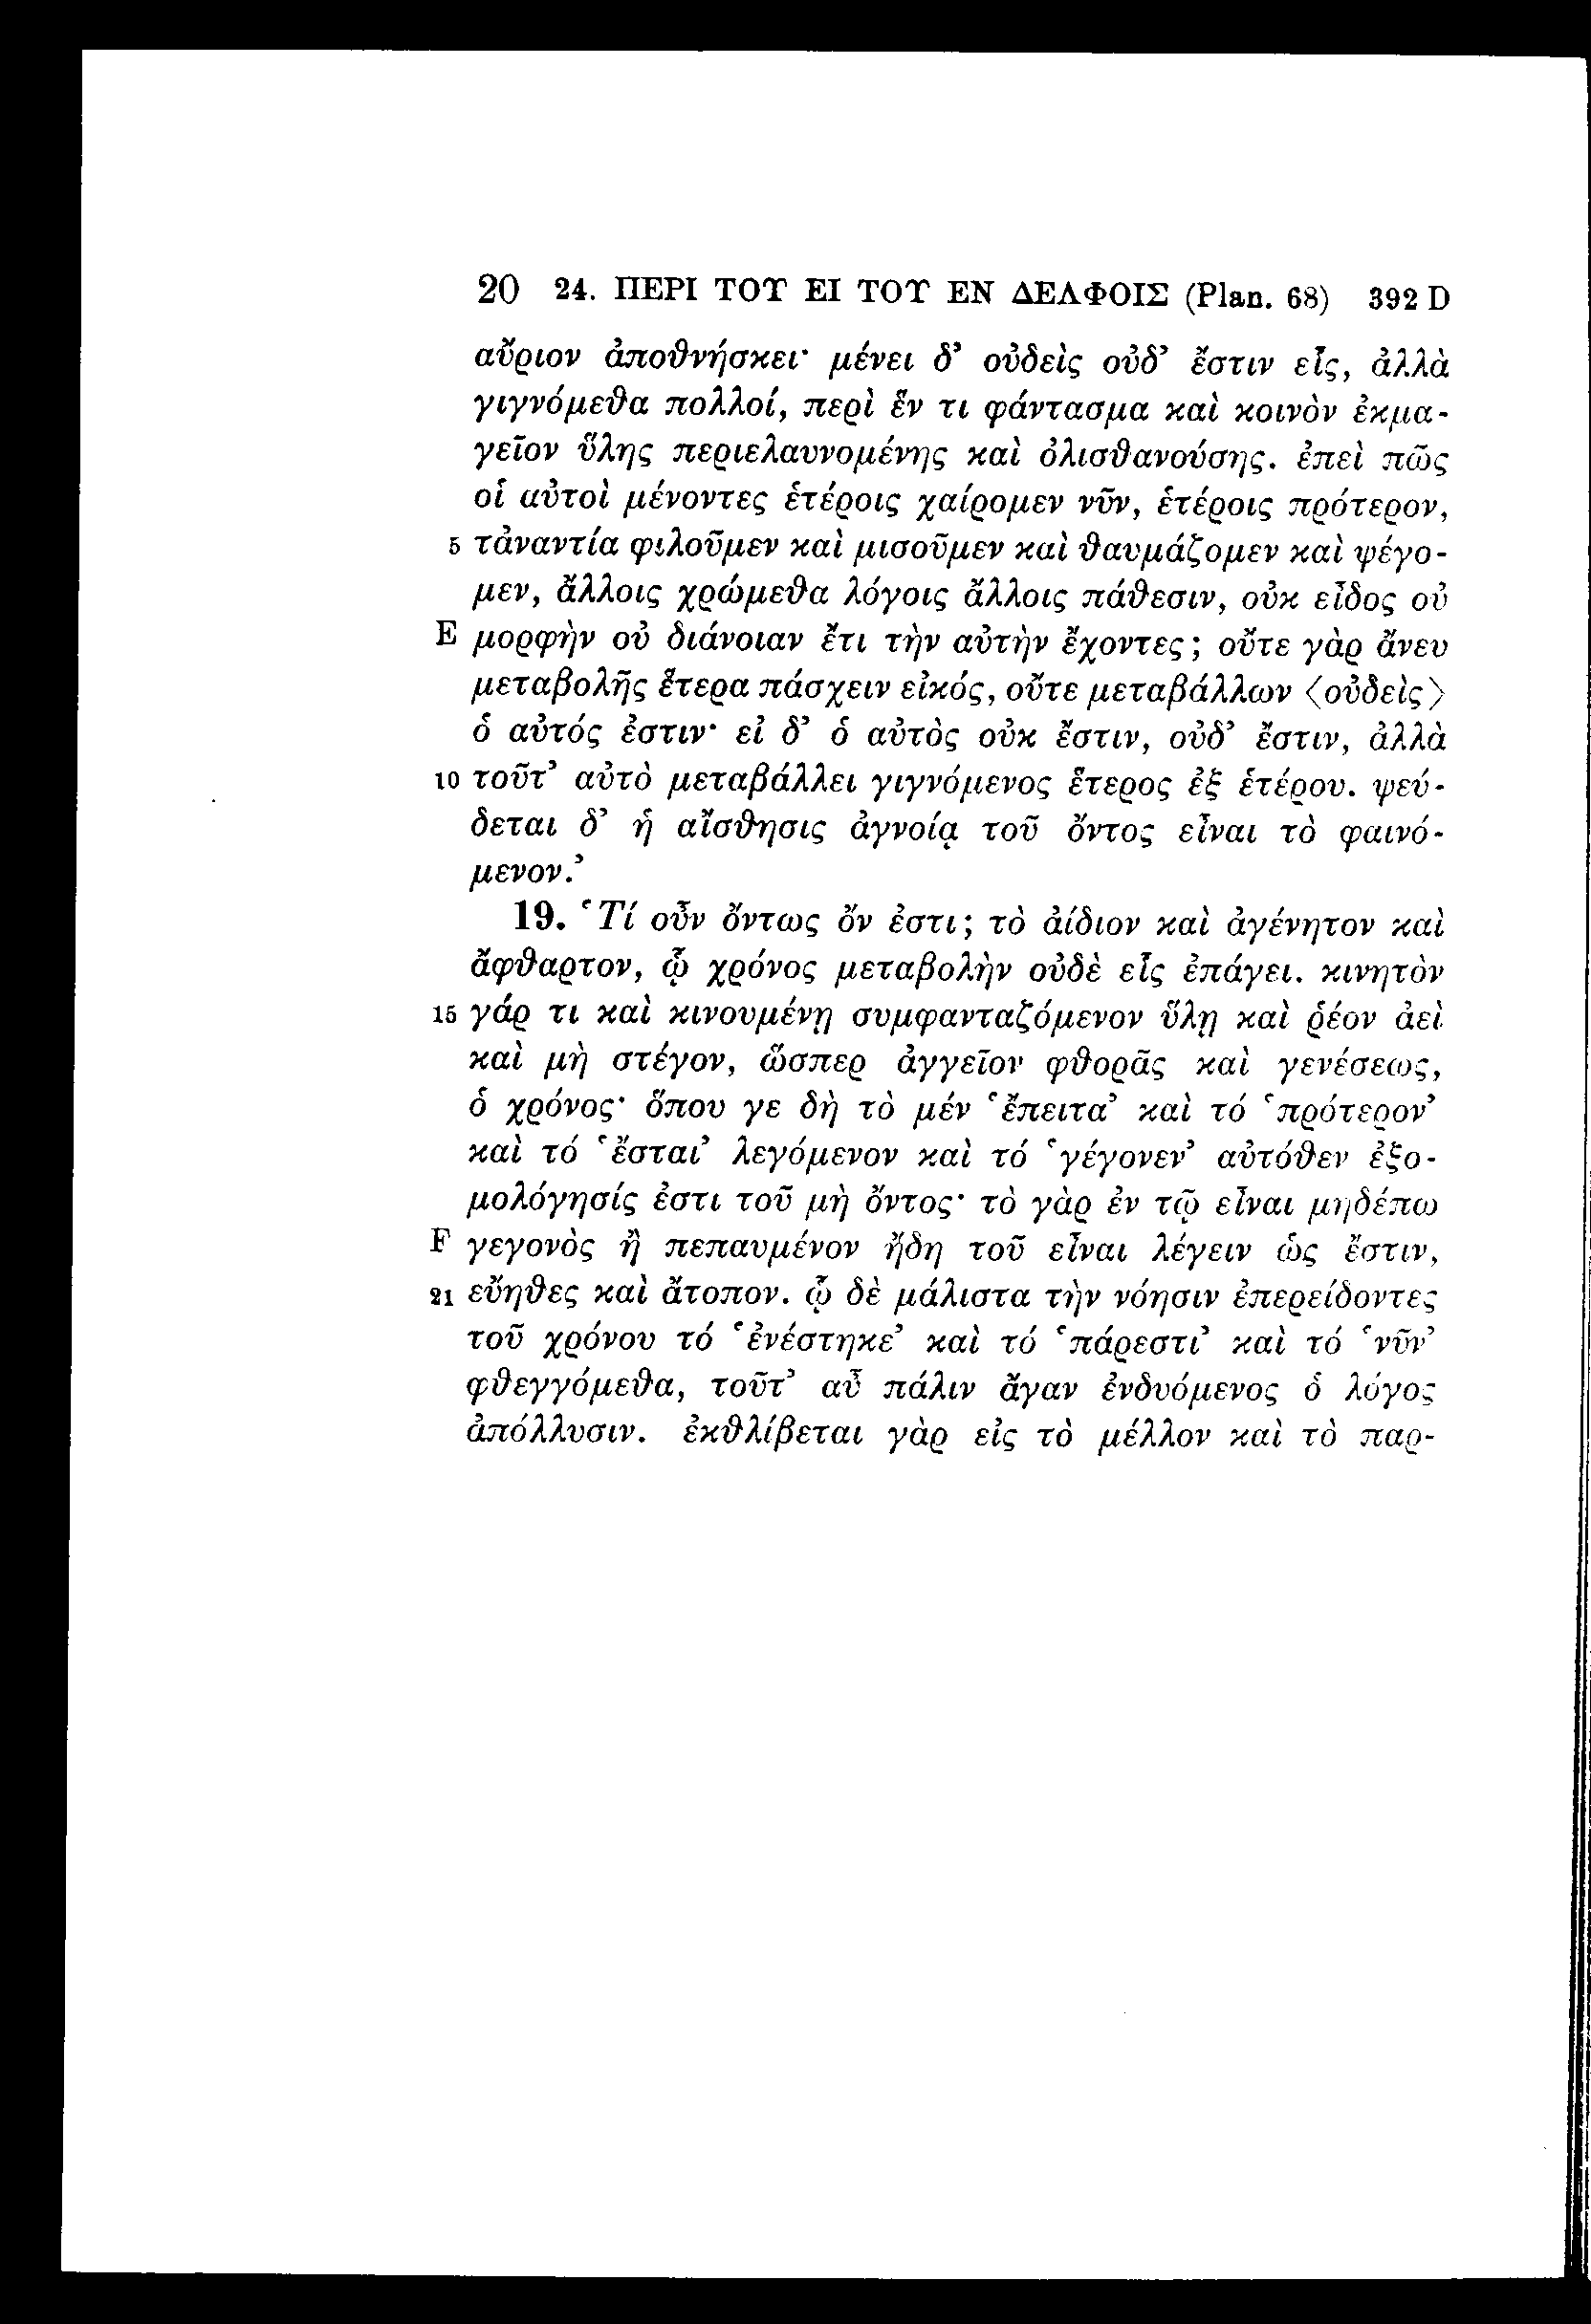 20 24. ΠΕΡΙ ΤΟΥ ΕΙ ΤΟΥ ΕΝ ΔΕΛΦΟΙΣ (Plan. 68) 392 D
αὔριον ἀποθνήσκει· μένει δ’ οὐδεὶς οὐδ’ ἔστιν εἷς, ἀλλὰ
γιγνόμεθα πολλοί, περὶ ἕν τι φάντασμα καὶ κοινὸν ἐκμα-
γεῖον ὕλης περιελαυνομένης καὶ ὀλισθανούσης. ἐπεὶ πῶς
οἱ αὐτοὶ μένοντες ἑτέροις χαίρομεν νῦν, ἑτέροις πρότερον,
5 τἀναντία φιλοῦμεν καὶ μισοῦμεν καὶ θαυμάζομεν καὶ ψέγο-
μεν, ἄλλοις χρώμεθα λόγοις ἄλλοις πάθεσιν, οὐκ εἶδος οὐ
E μορφὴν οὐ διάνοιαν ἔτι τὴν αὐτὴν ἔχοντες; οὔτε γὰρ ἄνευ
μεταβολῆς ἕτερα πάσχειν εἰκός, οὔτε μεταβάλλων ⟨οὐδεὶς⟩
ὁ αὐτός ἐστιν· εἰ δ’ ὁ αὐτὸς οὐκ ἔστιν, οὐδ’ ἔστιν, ἀλλὰ
10 τοῦτ’ αὐτὸ μεταβάλλει γιγνόμενος ἕτερος ἐξ ἑτέρου. ψεύ-
δεται δ’ ἡ αἴσθησις ἀγνοίᾳ τοῦ ὄντος εἶναι τὸ φαινό-
μενον.’
19. ‘Τί οὖν ὄντως ὄν ἐστι; τὸ ἀίδιον καὶ ἀγένητον καὶ
ἄφθαρτον, ᾧ χρόνος μεταβολὴν οὐδὲ εἷς ἐπάγει. κινητὸν
15 γάρ τι καὶ κινουμένῃ συμφανταζόμενον ὕλῃ καὶ ῥέον ἀεὶ
καὶ μὴ στέγον, ὥσπερ ἀγγεῖον φθορᾶς καὶ γενέσεως,
ὁ χρόνος· ὅπου γε δὴ τὸ μέν ‘ἔπειτα’ καὶ τό ‘πρότερον’
καὶ τό ‘ἔσται’ λεγόμενον καὶ τό ‘γέγονεν’ αὐτόθεν ἐξο-
μολόγησίς ἐστι τοῦ μὴ ὄντος· τὸ γὰρ ἐν τῷ εἶναι μηδέπω
F γεγονὸς ἢ πεπαυμένον ἤδη τοῦ εἶναι λέγειν ὡς ἔστιν,
21 εὔηθες καὶ ἄτοπον. ᾧ δὲ μάλιστα τὴν νόησιν ἐπερείδοντες
τοῦ χρόνου τό ‘ἐνέστηκε’ καὶ τό ‘πάρεστι’ καὶ τό ‘νῦν’
φθεγγόμεθα, τοῦτ’ αὖ πάλιν ἄγαν ἐνδυόμενος ὁ λόγος
ἀπόλλυσιν. ἐκθλίβεται γὰρ εἰς τὸ μέλλον καὶ τὸ παρ-